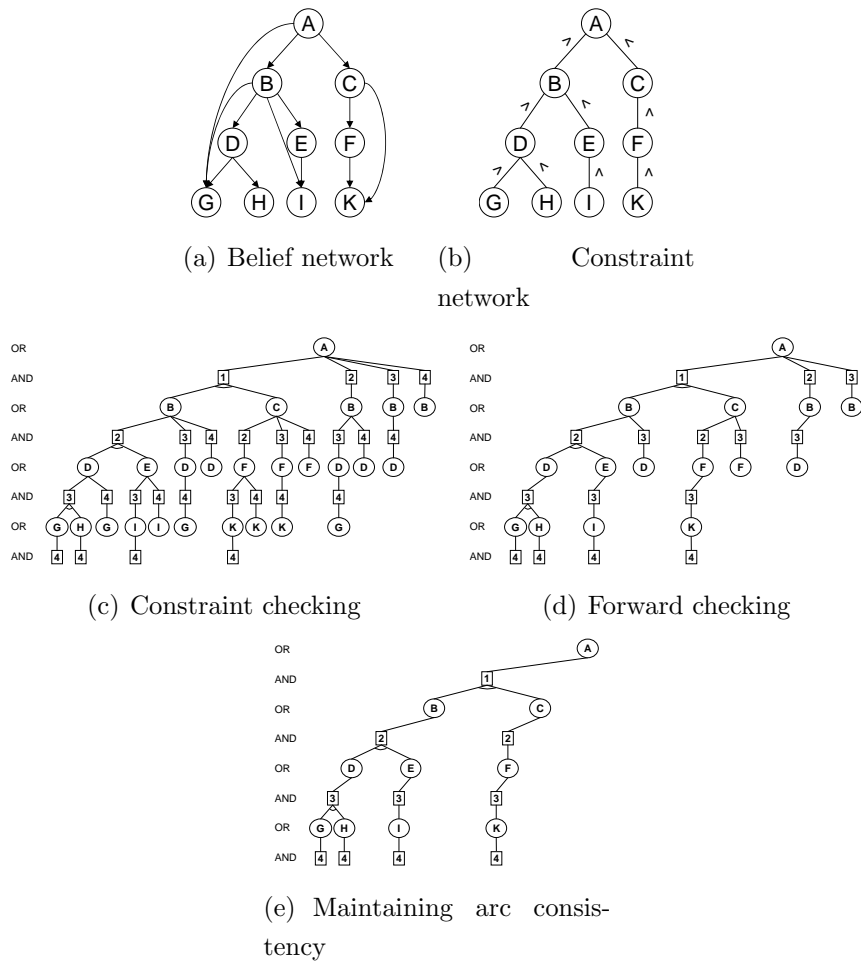 A A
> <
B C B C
> < <
D E F D E F
> < < <
G H I K G H I K
(a) Belief network (b) Constraint
network
OR A OR A
AND 1 2 3 4 AND 1 2 3
OR B C B B B OR B C B B
AND 2 3 4 2 3 4 3 4 4 AND 2 3 2 3 3
OR D E D D F F F D D D OR D E D F F D
AND 3 4 3 4 4 3 4 4 4 AND 3 3 3
OR G H G I I G K K K G OR G H I K
AND 4 4 4 4 AND 4 4 4 4
(c) Constraint checking (d) Forward checking
OR A
AND 1
OR B C
AND 2 2
OR D E F
AND 3 3 3
OR G H I K
AND 4 4 4 4
(e) Maintaining arc consis-
tency